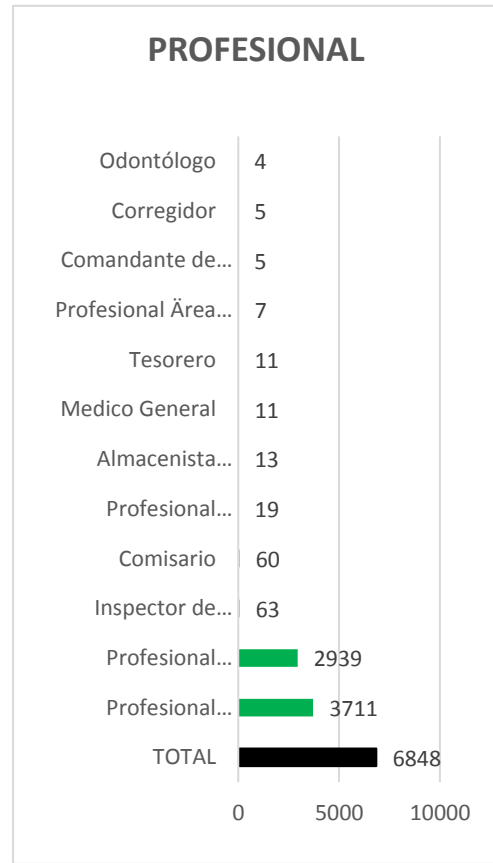 PROFESIONAL
Odontólogo 4
Corregidor 5
Comandante de... 5
Profesional Ärea... 7
Tesorero 11
Medico General 11
Almacenista... 13
Profesional... 19
Comisario 60
Inspector de... 63
Profesional... 2939
Profesional... 3711
TOTAL 6848
0 5000 10000